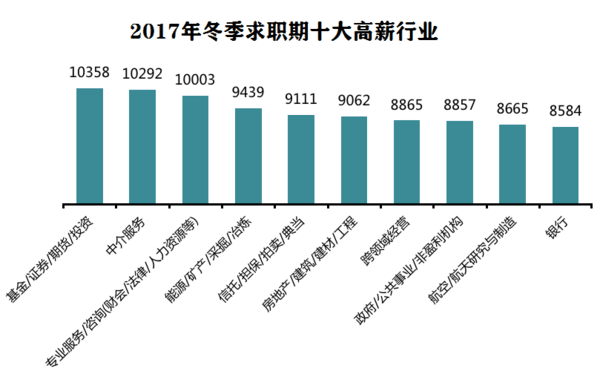 2017年冬季求职期十大高薪行业
10358
10292
10003
9439
9111
9062
8865
8857
8665
8584
基金/证券/期货/投资
中介服务
专业服务/咨询(财会/法律/人力资源等)
能源/矿产/采掘/冶炼
信托/担保/拍卖/典当
房地产/建筑/建材/工程
跨领域经营
政府/公共事业/非盈利机构
航空/航天研究与制造
银行